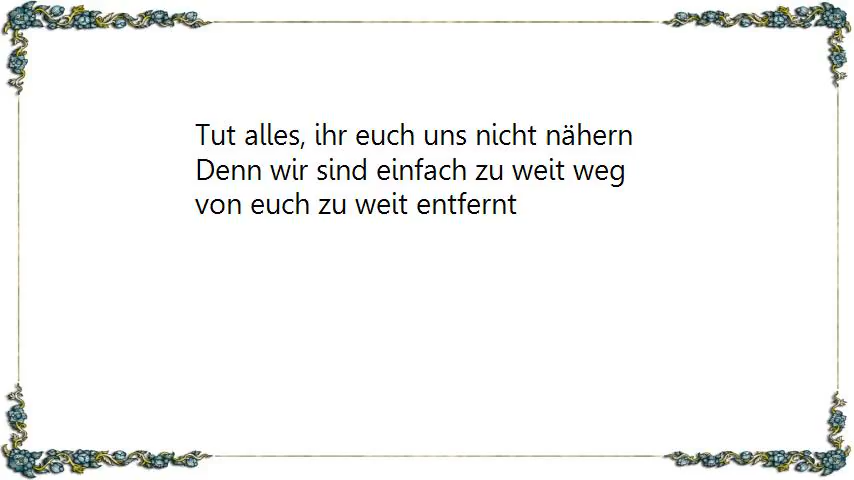 Tut alles, ihr euch uns nicht nähern
Denn wir sind einfach zu weit weg
von euch zu weit entfernt